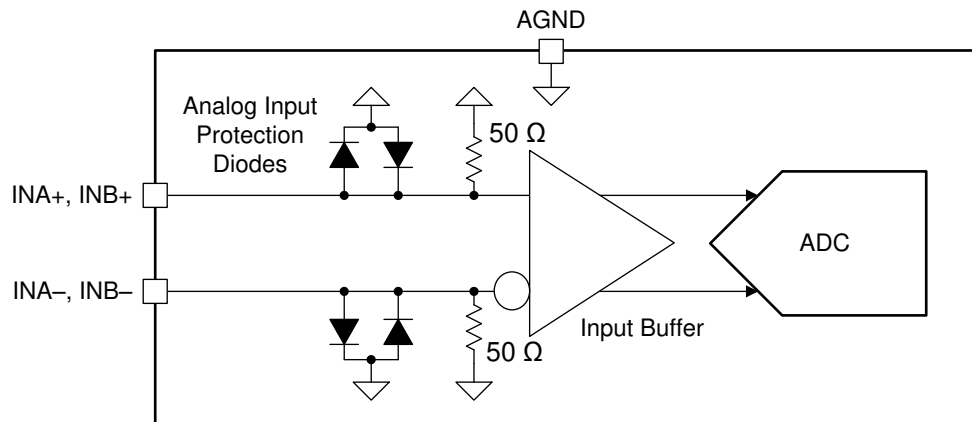 AGND
Analog Input
Protection
Diodes
50 Ω
INA+, INB+
ADC
INA–, INB–
Input Buffer
50 Ω